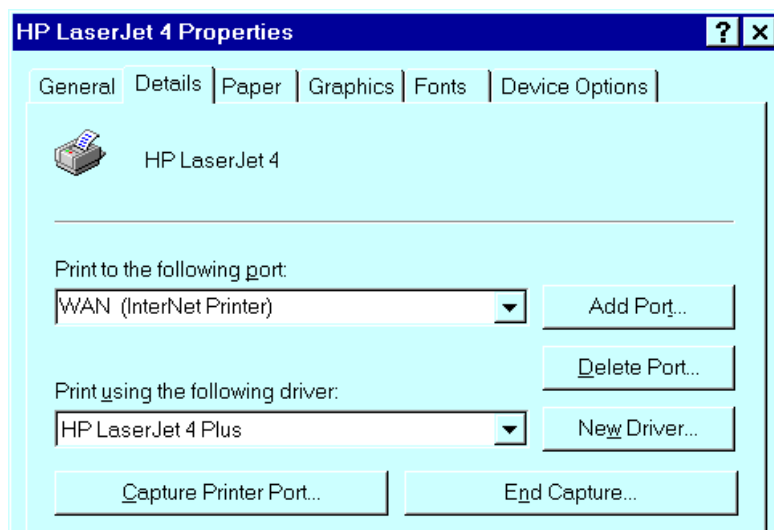 HP LaserJet 4 Properties
General Details Paper Graphics Fonts Device Options
HP LaserJet 4
Print to the following port:
WAN (InterNet Printer) Add Port...
Delete Port...
Print using the following driver:
HP LaserJet 4 Plus New Driver...
Capture Printer Port... End Capture...